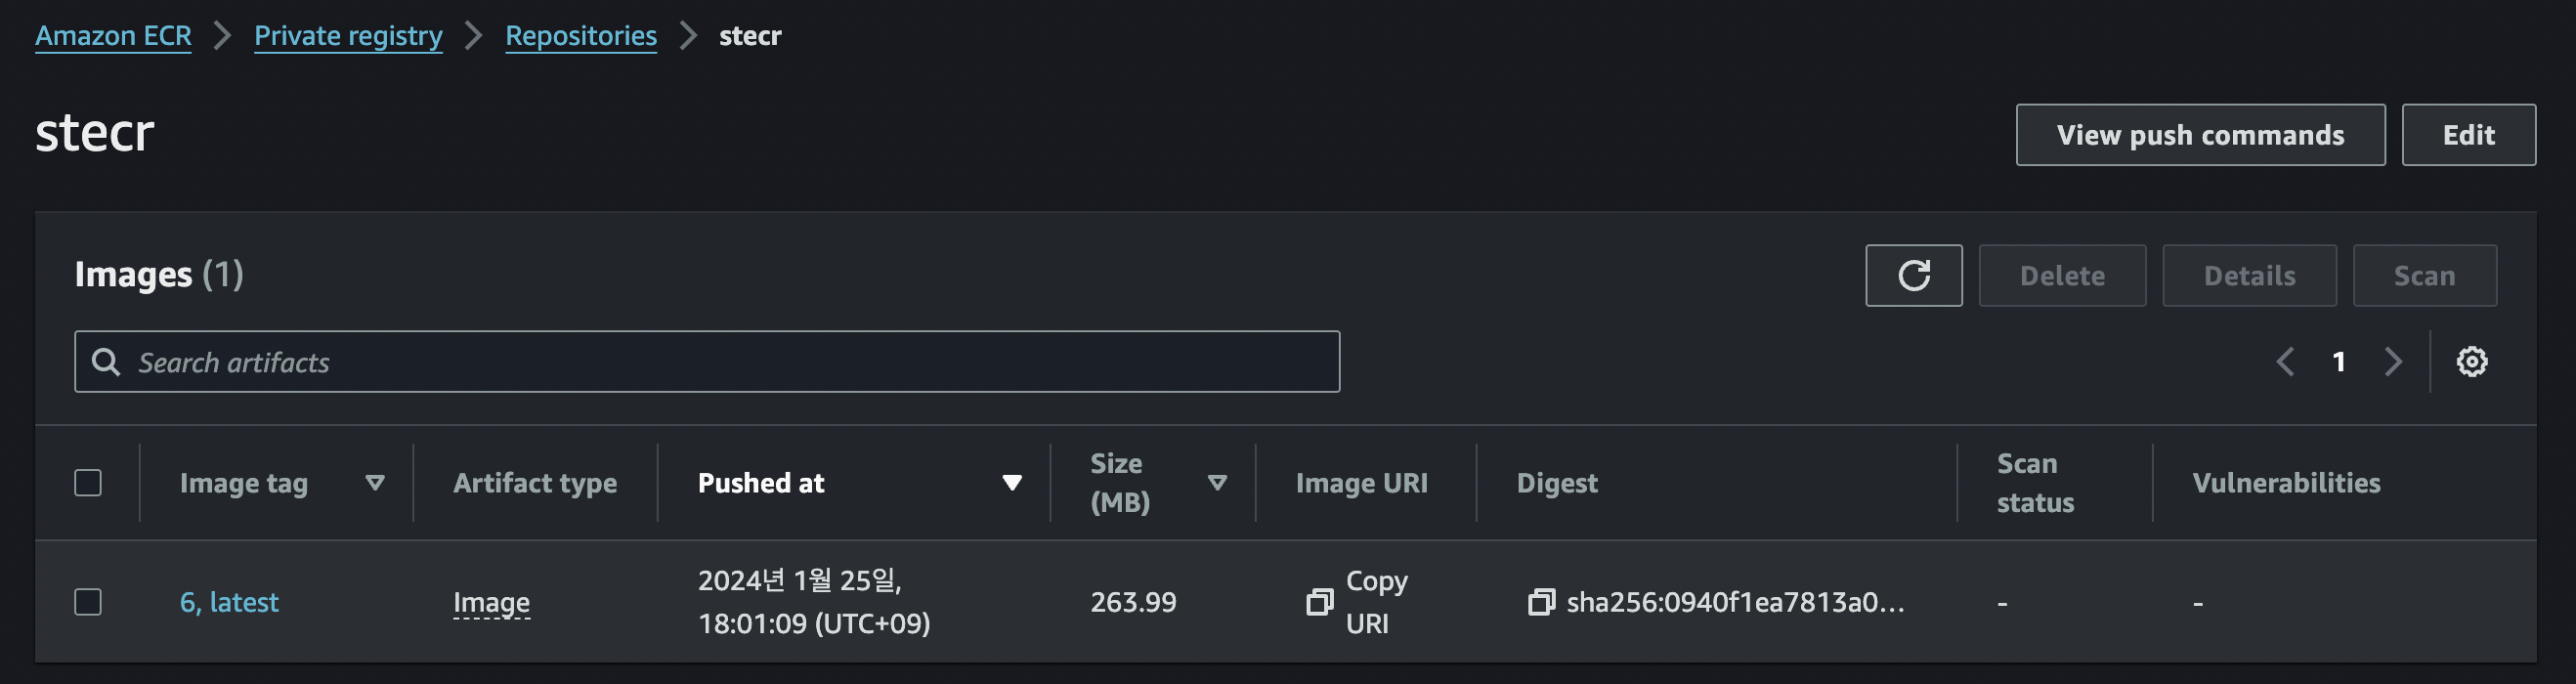 Amazon ECR > Private registry > Repositories > stecr
stecr
View push commands
Edit
Images (1)
Delete
Details
Scan
Search artifacts
1
Image tag
Artifact type
Pushed at
Size
(MB)
Image URI
Digest
Scan
status
Vulnerabilities
6, latest
Image
2024년 1월 25일,
18:01:09 (UTC+09)
263.99
Copy
URI
sha256:0940f1ea7813a0...
-
-